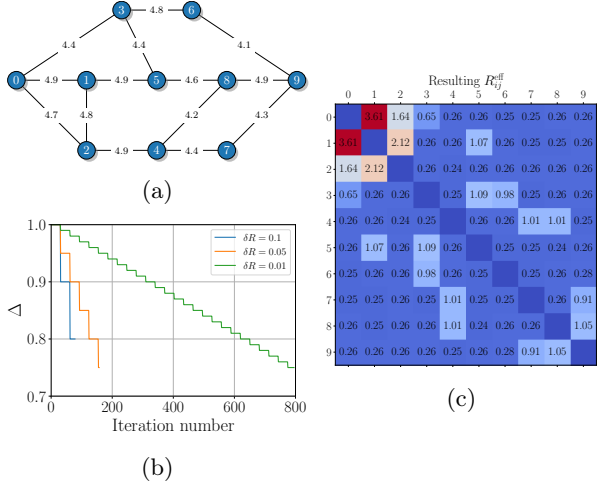 3 4.8 6
4.4 4.4 4.1
0 4.9 1 4.9 5 4.6 8 4.9 9
4.7 4.8 4.2 4.3
2 4.9 4 4.4 7
(a)
1.0
0.9
0.8
0.7
Δ
δR = 0.1
δR = 0.05
δR = 0.01
0 200 400 600 800
Iteration number
(b)
Resulting R_{ij}^{eff}
0 1 2 3 4 5 6 7 8 9
0 3.61 1.64 0.65 0.26 0.26 0.25 0.25 0.26 0.26
1 3.61 2.12 0.26 0.26 1.07 0.26 0.25 0.25 0.26
2 1.64 2.12 0.26 0.24 0.26 0.26 0.26 0.26 0.26
3 0.65 0.26 0.26 0.25 1.09 0.98 0.25 0.26 0.26
4 0.26 0.26 0.24 0.25 0.26 0.25 1.01 1.01 0.25
5 0.26 1.07 0.26 1.09 0.26 0.25 0.25 0.24 0.26
6 0.25 0.26 0.26 0.98 0.25 0.25 0.26 0.26 0.28
7 0.25 0.25 0.26 0.25 1.01 0.25 0.26 0.26 0.91
8 0.26 0.25 0.26 0.26 1.01 0.24 0.26 0.26 1.05
9 0.26 0.26 0.26 0.26 0.25 0.26 0.28 0.91 1.05
(c)